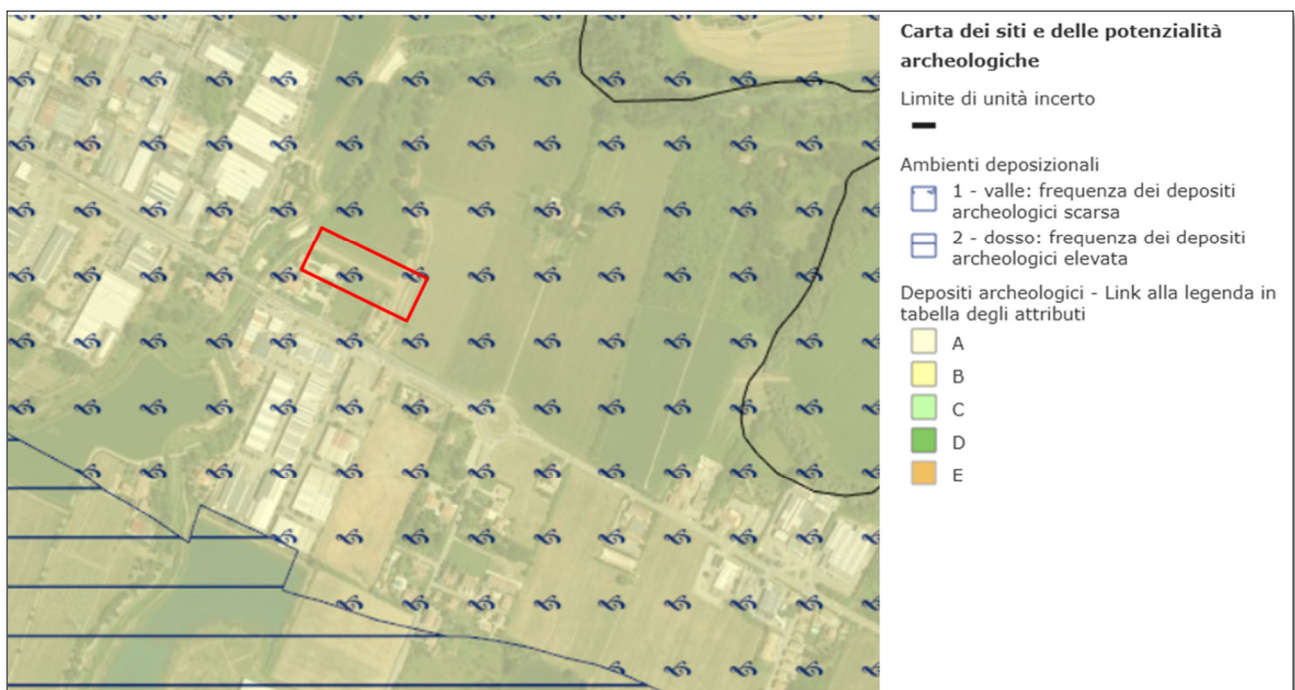 Carta dei siti e delle potenzialità
archeologiche
Limite di unità incerto
Ambienti deposizionali
1 - valle: frequenza dei depositi
archeologici scarsa
2 - dosso: frequenza dei depositi
archeologici elevata
Depositi archeologici - Link alla legenda in
tabella degli attributi
A
B
C
D
E